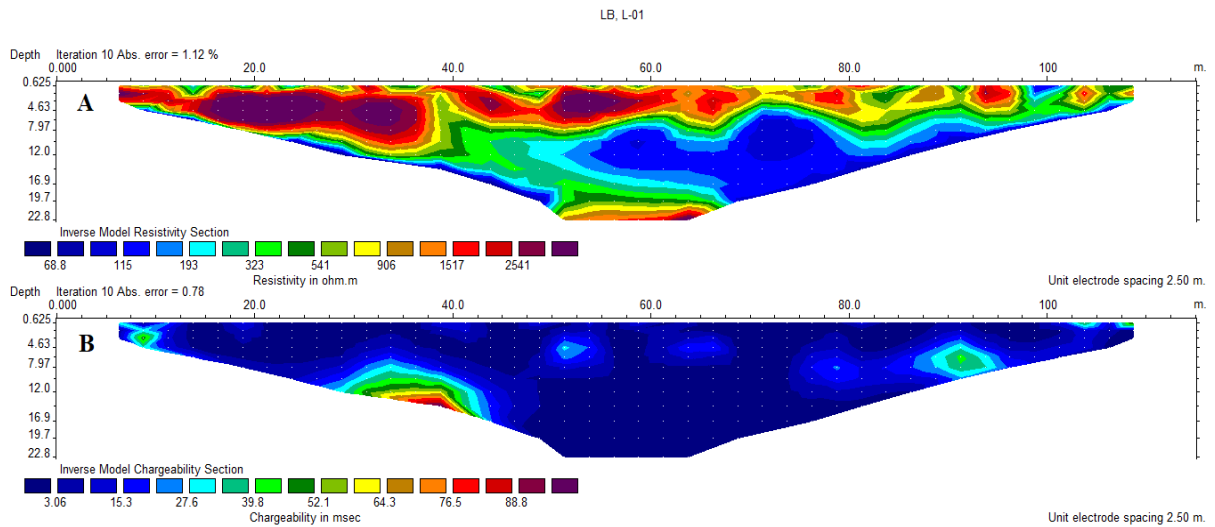 LB, L-01
Depth Iteration 10 Abs. error = 1.12 %
0.000 20.0 40.0 60.0 80.0 100 m.
0.625
4.63
7.97
12.0
16.9
19.7
22.8
A
Inverse Model Resistivity Section
68.8 115 193 323 541 906 1517 2541
Resistivity in ohm.m
Unit electrode spacing 2.50 m.
Depth Iteration 10 Abs. error = 0.78
0.000 20.0 40.0 60.0 80.0 100 m.
0.625
4.63
7.97
12.0
16.9
19.7
22.8
B
Inverse Model Chargeability Section
3.06 15.3 27.6 39.8 52.1 64.3 76.5 88.8
Chargeability in msec
Unit electrode spacing 2.50 m.